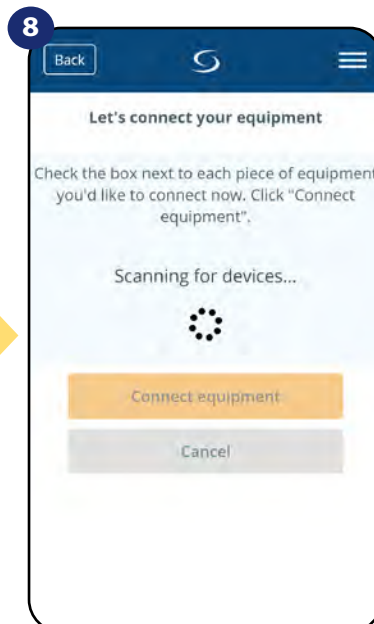 8
Back
Let's connect your equipment
Check the box next to each piece of equipment
you'd like to connect now. Click "Connect
equipment".
Scanning for devices...
Connect equipment
Cancel